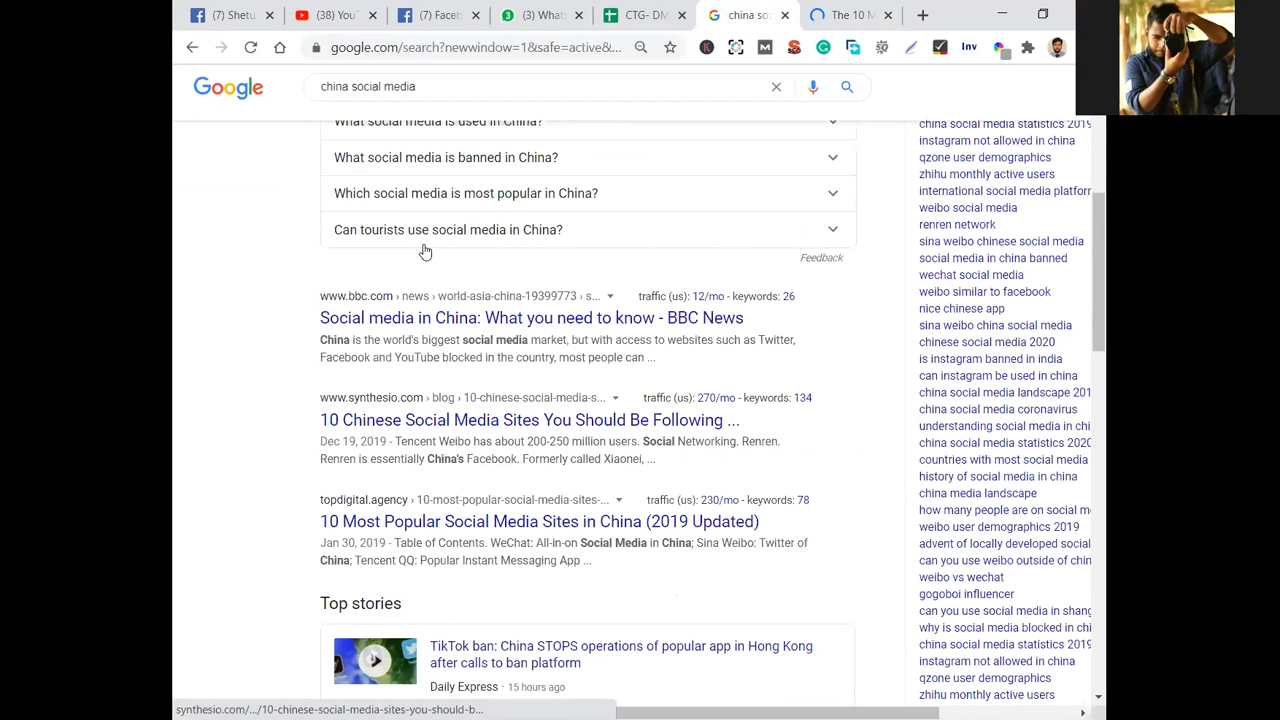 (7) Shetu
(38) You
(7) Faceb
(3) Whats
CTG- DM
china soc
The 10 M
google.com/search?newwindow=1&safe=active&...
Inv
Google
china social media
What social media is used in China?
What social media is banned in China?
Which social media is most popular in China?
Can tourists use social media in China?
Feedback
www.bbc.com › news › world-asia-china-19399773 › s...
traffic (us): 12/mo - keywords: 26
Social media in China: What you need to know - BBC News
China is the world's biggest social media market, but with access to websites such as Twitter,
Facebook and YouTube blocked in the country, most people can ...
www.synthesio.com › blog › 10-chinese-social-media-s...
traffic (us): 270/mo - keywords: 134
10 Chinese Social Media Sites You Should Be Following ...
Dec 19, 2019 - Tencent Weibo has about 200-250 million users. Social Networking. Renren.
Renren is essentially China's Facebook. Formerly called Xiaonei, ...
topdigital.agency › 10-most-popular-social-media-sites-...
traffic (us): 230/mo - keywords: 78
10 Most Popular Social Media Sites in China (2019 Updated)
Jan 30, 2019 - Table of Contents. WeChat: All-in-on Social Media in China; Sina Weibo: Twitter of
China; Tencent QQ: Popular Instant Messaging App ...
Top stories
TikTok ban: China STOPS operations of popular app in Hong Kong
after calls to ban platform
Daily Express · 15 hours ago
china social media statistics 2019
instagram not allowed in china
qzone user demographics
zhihu monthly active users
international social media platforr
weibo social media
renren network
sina weibo chinese social media
social media in china banned
wechat social media
weibo similar to facebook
nice chinese app
sina weibo china social media
chinese social media 2020
is instagram banned in india
can instagram be used in china
china social media landscape 201
china social media coronavirus
understanding social media in chi
china social media statistics 2020
countries with most social media
history of social media in china
china media landscape
how many people are on social m
weibo user demographics 2019
advent of locally developed social
can you use weibo outside of chin
weibo vs wechat
gogoboi influencer
can you use social media in shang
why is social media blocked in chi
china social media statistics 2019
instagram not allowed in china
qzone user demographics
zhihu monthly active users
synthesio.com/.../10-chinese-social-media-sites-you-should-b...